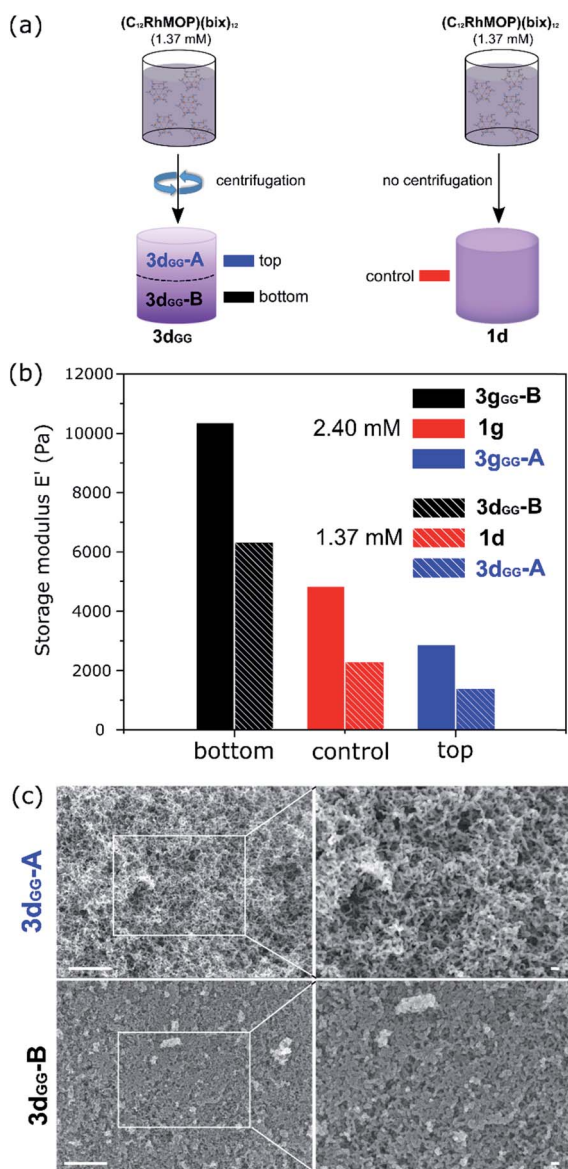 (a)
(C₁₂RhMOP)(bix)₁₂ (C₁₂RhMOP)(bix)₁₂
(1.37 mM) (1.37 mM)
centrifugation no centrifugation
3dGG-A top
control
3dGG-B bottom
3dGG 1d
(b)
12000
10000
8000
6000
4000
2000
0
Storage modulus E' (Pa)
3gGG-B
2.40 mM 1g
3gGG-A
3dGG-B
1.37 mM 1d
3dGG-A
bottom control top
(c)
3dGG-A
3dGG-B